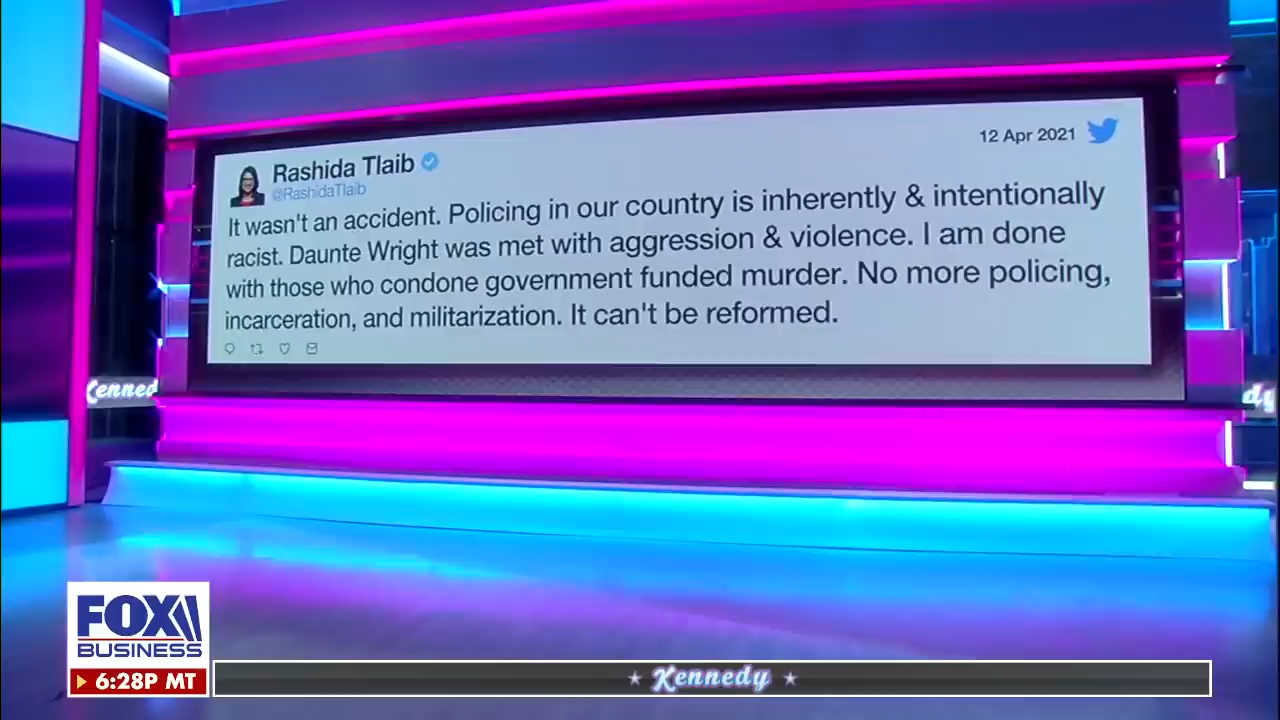 12 Apr 2021
Rashida Tlaib
@RashidaTlaib
It wasn't an accident. Policing in our country is inherently & intentionally
racist. Daunte Wright was met with aggression & violence. I am done
with those who condone government funded murder. No more policing,
incarceration, and militarization. It can't be reformed.
Kenned
dy
FOX
BUSINESS
6:28P MT
Kennedy